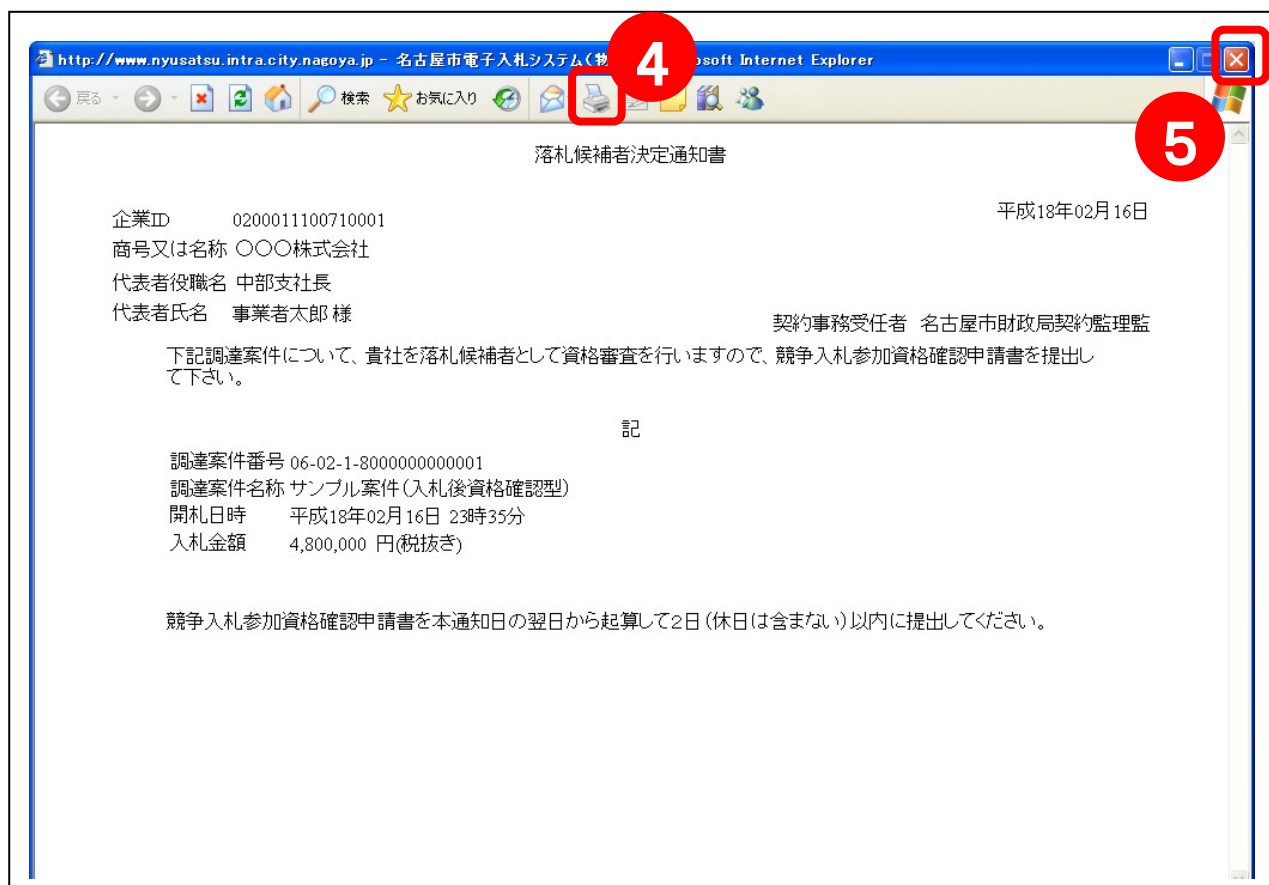 http://www.nyusatsu.intra.city.nagoya.jp - 名古屋市電子入札システム(物 osoft Internet Explorer
4
戻る 検索 お気に入り
5
落札候補者決定通知書
平成18年02月16日
企業ID 0200011100710001
商号又は名称 〇〇〇株式会社
代表者役職名 中部支社長
代表者氏名 事業者太郎 様
契約事務受任者 名古屋市財政局契約監理監
下記調達案件について、貴社を落札候補者として資格審査を行いますので、競争入札参加資格確認申請書を提出し
て下さい。
記
調達案件番号 06-02-1-8000000000001
調達案件名称 サンプル案件(入札後資格確認型)
開札日時 平成18年02月16日 23時35分
入札金額 4,800,000 円(税抜き)
競争入札参加資格確認申請書を本通知日の翌日から起算して2日(休日は含まない)以内に提出してください。